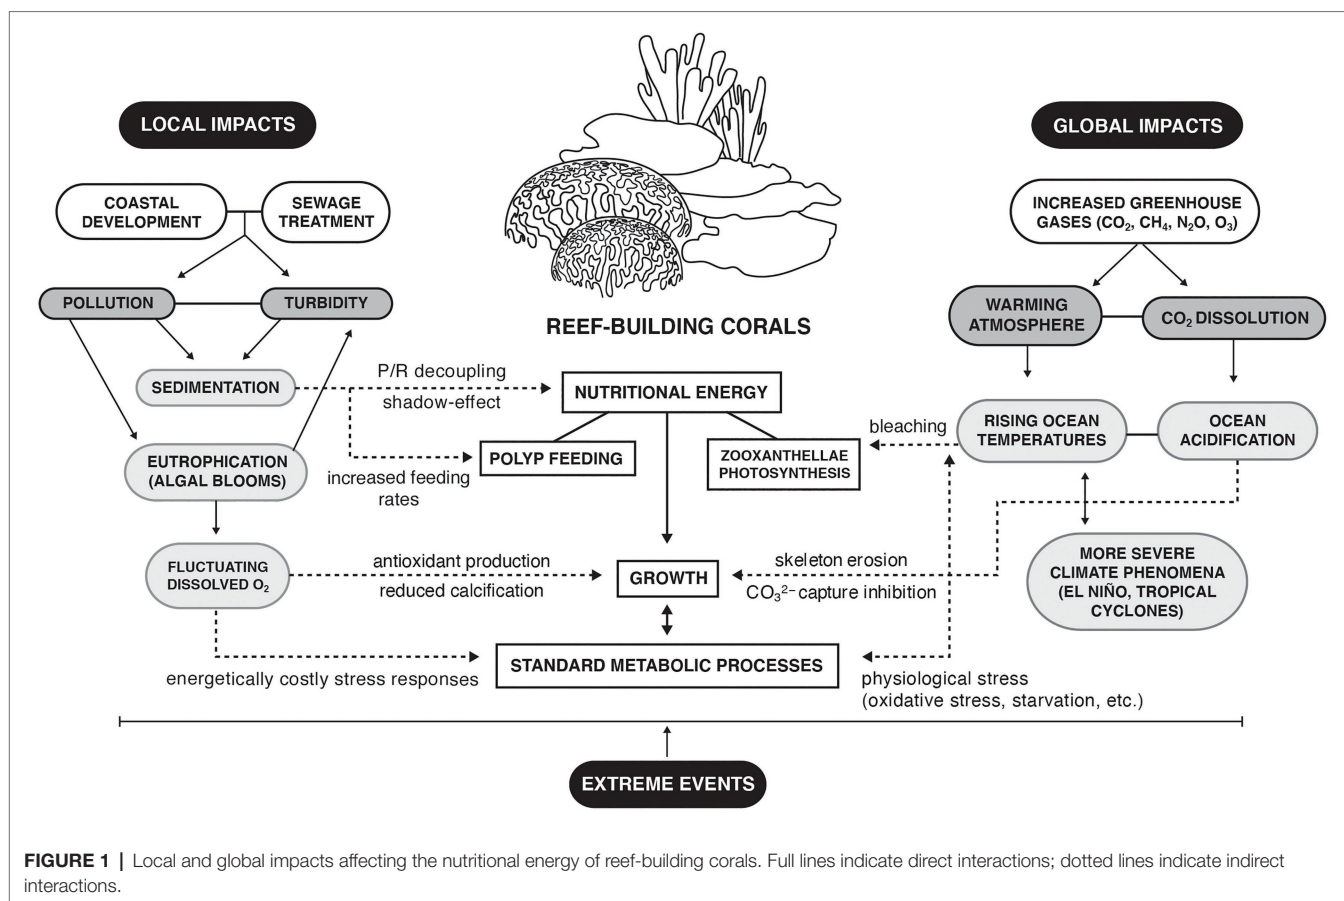 LOCAL IMPACTS
GLOBAL IMPACTS
COASTAL
DEVELOPMENT
SEWAGE
TREATMENT
INCREASED GREENHOUSE
GASES (CO₂, CH₄, N₂O, O₃)
POLLUTION
TURBIDITY
WARMING
ATMOSPHERE
CO₂ DISSOLUTION
REEF-BUILDING CORALS
SEDIMENTATION
P/R decoupling
shadow-effect
NUTRITIONAL ENERGY
RISING OCEAN
TEMPERATURES
OCEAN
ACIDIFICATION
bleaching
EUTROPHICATION
(ALGAL BLOOMS)
increased feeding
rates
POLYP FEEDING
ZOOXANTHELLAE
PHOTOSYNTHESIS
FLUCTUATING
DISSOLVED O₂
antioxidant production
reduced calcification
GROWTH
skeleton erosion
CO₃²⁻ capture inhibition
MORE SEVERE
CLIMATE PHENOMENA
(EL NIÑO, TROPICAL
CYCLONES)
energetically costly stress responses
STANDARD METABOLIC PROCESSES
physiological stress
(oxidative stress, starvation, etc.)
EXTREME EVENTS
FIGURE 1 | Local and global impacts affecting the nutritional energy of reef-building corals. Full lines indicate direct interactions; dotted lines indicate indirect
interactions.